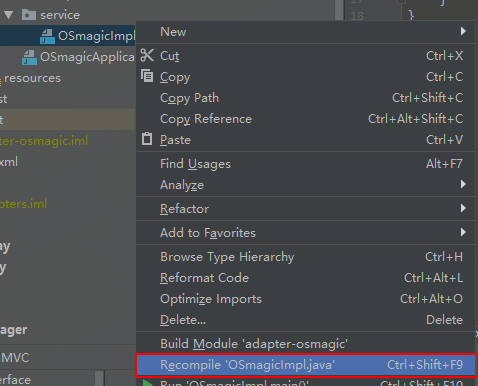 service
OSmagicImpl
OSmagicApplica
resources
st
t
ter-osmagic.iml
xml
pters.iml
ay
y
ager
MVC
erface
17
18
}
}
New
Cut Ctrl+X
Copy Ctrl+C
Copy Path Ctrl+Shift+C
Copy Reference Ctrl+Alt+Shift+C
Paste Ctrl+V
Find Usages Alt+F7
Analyze
Refactor
Add to Favorites
Browse Type Hierarchy Ctrl+H
Reformat Code Ctrl+Alt+L
Optimize Imports Ctrl+Alt+O
Delete... Delete
Build Module 'adapter-osmagic'
Recompile 'OSmagicImpl.java' Ctrl+Shift+F9
Run 'OSmagicImpl.main()' Ctrl+Shift+F10